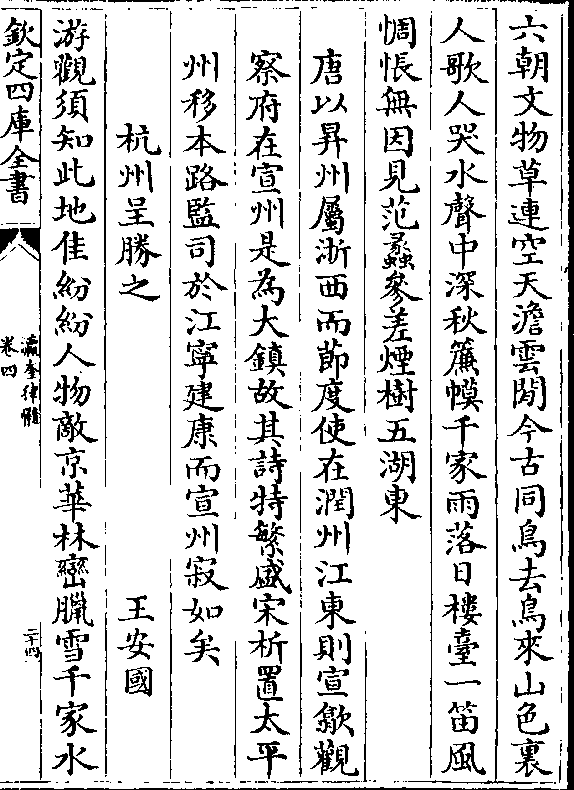 六朝文物草連空天澹雲閒今古同鳥去鳥來山色裏
人歌人哭水聲中深秋簾幙千家雨落日樓臺一笛風
惆悵無因見范蠡參差煙樹五湖東
唐以昇州屬浙西而節度使在潤州江東則宣歙觀
察府在宣州是為大鎮故其詩特繁盛宋析置太平
州移本路監司於江寧建康而宣州寂如矣
杭州呈勝之 王安國
游觀須知此地佳紛紛人物敵京華林巒臘雪千家水
欽定四庫全書
瀛奎律髓
卷四
二十四